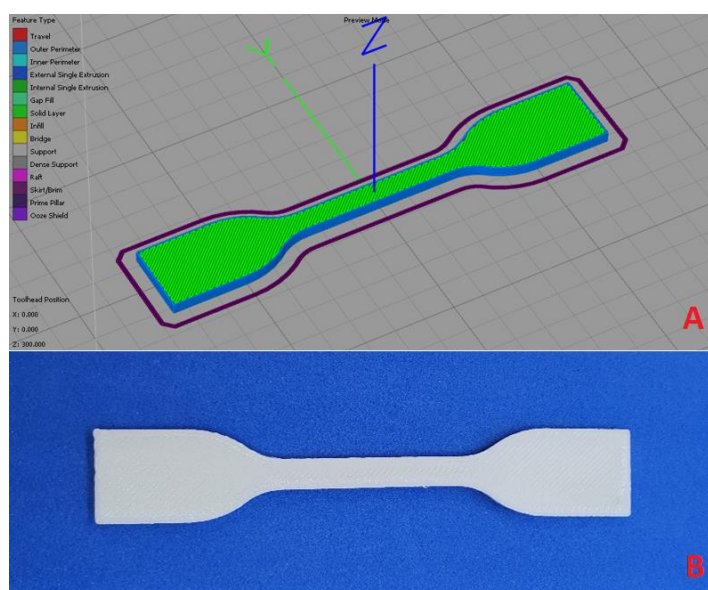 Feature Type
Preview Mode
Travel
Outer Perimeter
Inner Perimeter
External Single Extrusion
Internal Single Extrusion
Gap Fill
Solid Layer
Infill
Bridge
Support
Dense Support
Raft
Skirt/Brim
Prime Pillar
Ooze Shield
Y
Z
Toolhead Position
X: 0.000
Y: 0.000
Z: 300.000
A
B